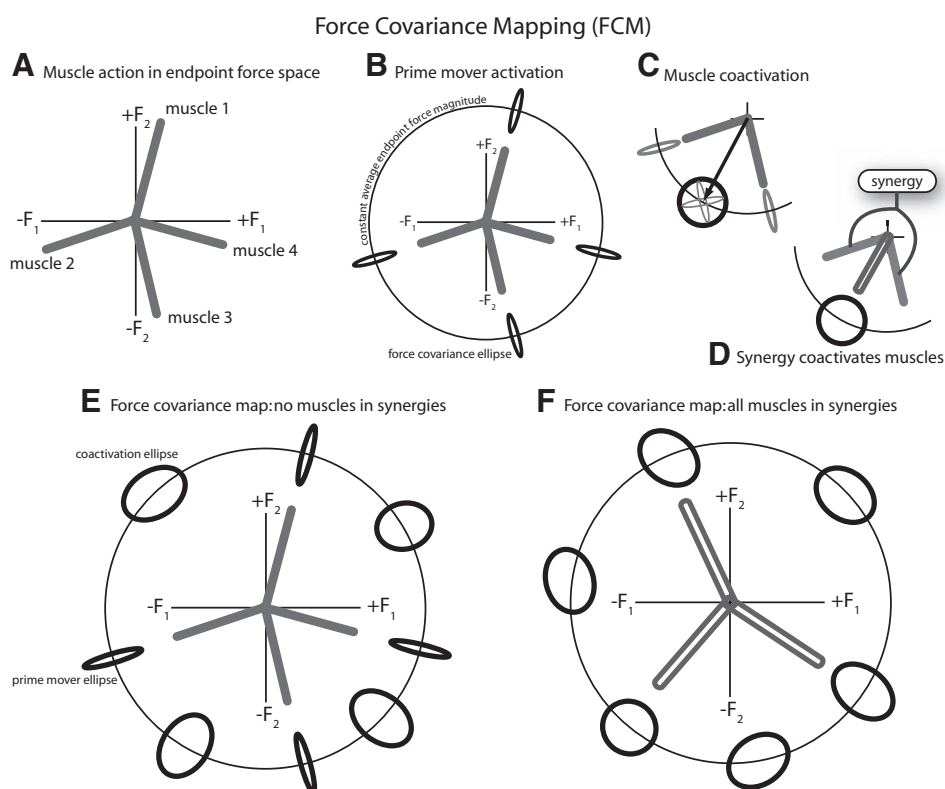 Force Covariance Mapping (FCM)
A Muscle action in endpoint force space
+F2
muscle 1
-F1
+F1
muscle 2
muscle 4
muscle 3
-F2
B Prime mover activation
constant average endpoint force magnitude
+F2
-F1
+F1
-F2
force covariance ellipse
C Muscle coactivation
synergy
D Synergy coactivates muscles
E Force covariance map:no muscles in synergies
coactivation ellipse
+F2
-F1
+F1
prime mover ellipse
-F2
F Force covariance map:all muscles in synergies
+F2
-F1
+F1
-F2